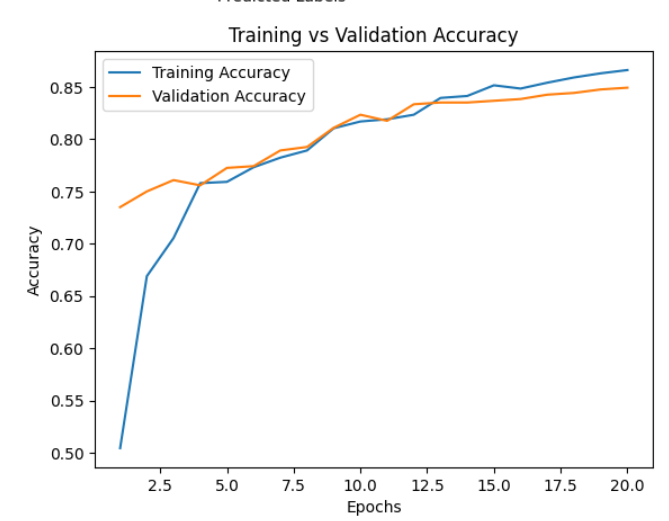 Predicted Labels
Training vs Validation Accuracy
Training Accuracy
Validation Accuracy
0.85
0.80
0.75
0.70
0.65
0.60
0.55
0.50
Accuracy
2.5 5.0 7.5 10.0 12.5 15.0 17.5 20.0
Epochs